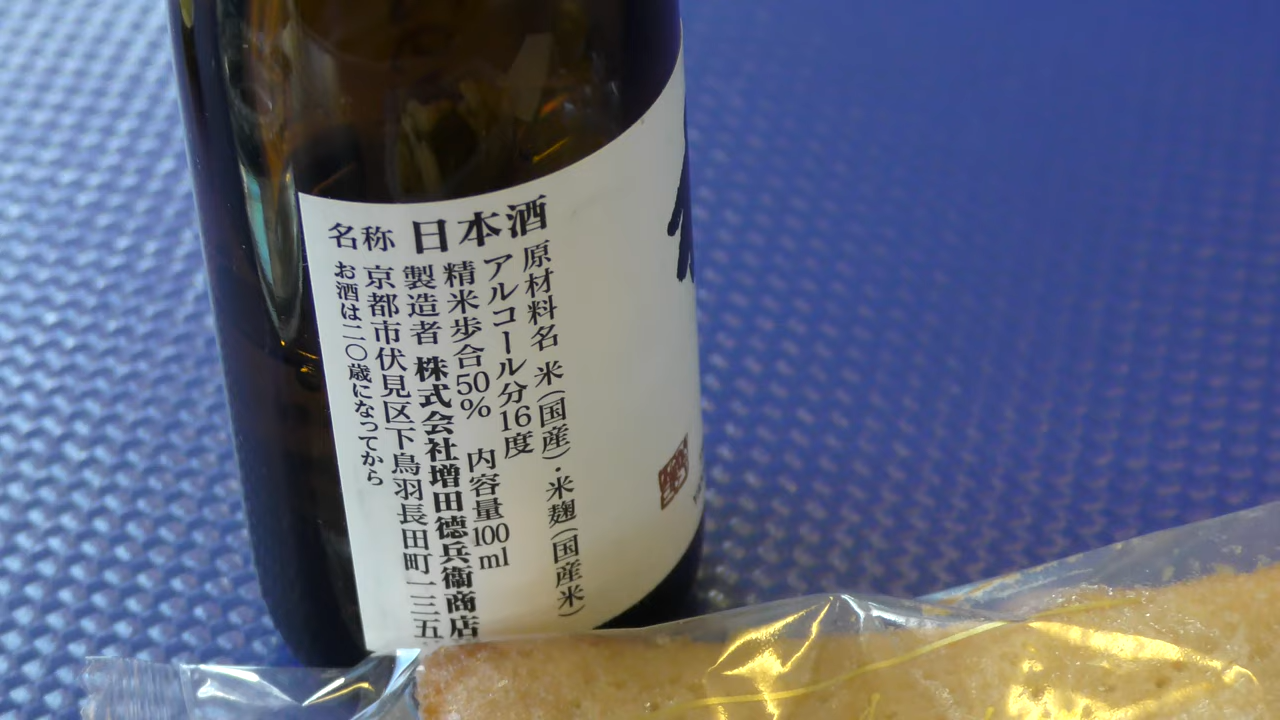 名称 日本酒
原材料名 米(国産)・米麹(国産米)
アルコール分16度
精米歩合50% 内容量100ml
製造者 株式会社増田德兵衞商店
京都市伏見区下鳥羽長田町一三五
お酒は二〇歳になってから